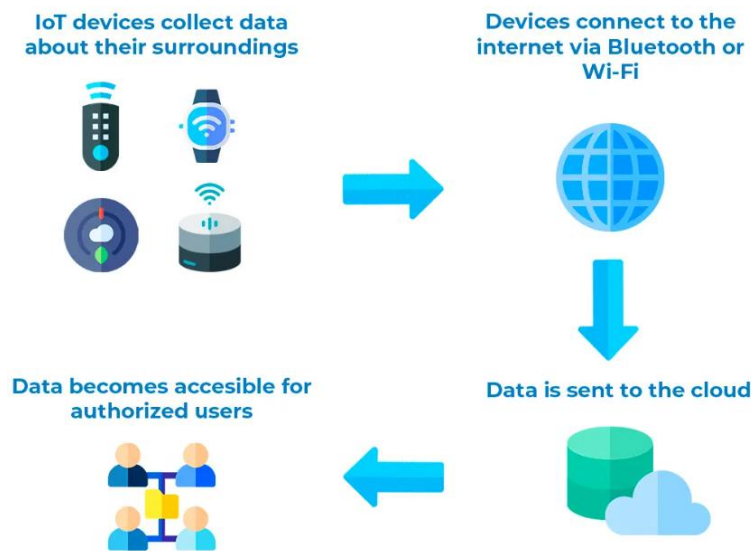 IoT devices collect data
about their surroundings
Devices connect to the
internet via Bluetooth or
Wi-Fi
Data is sent to the cloud
Data becomes accesible for
authorized users